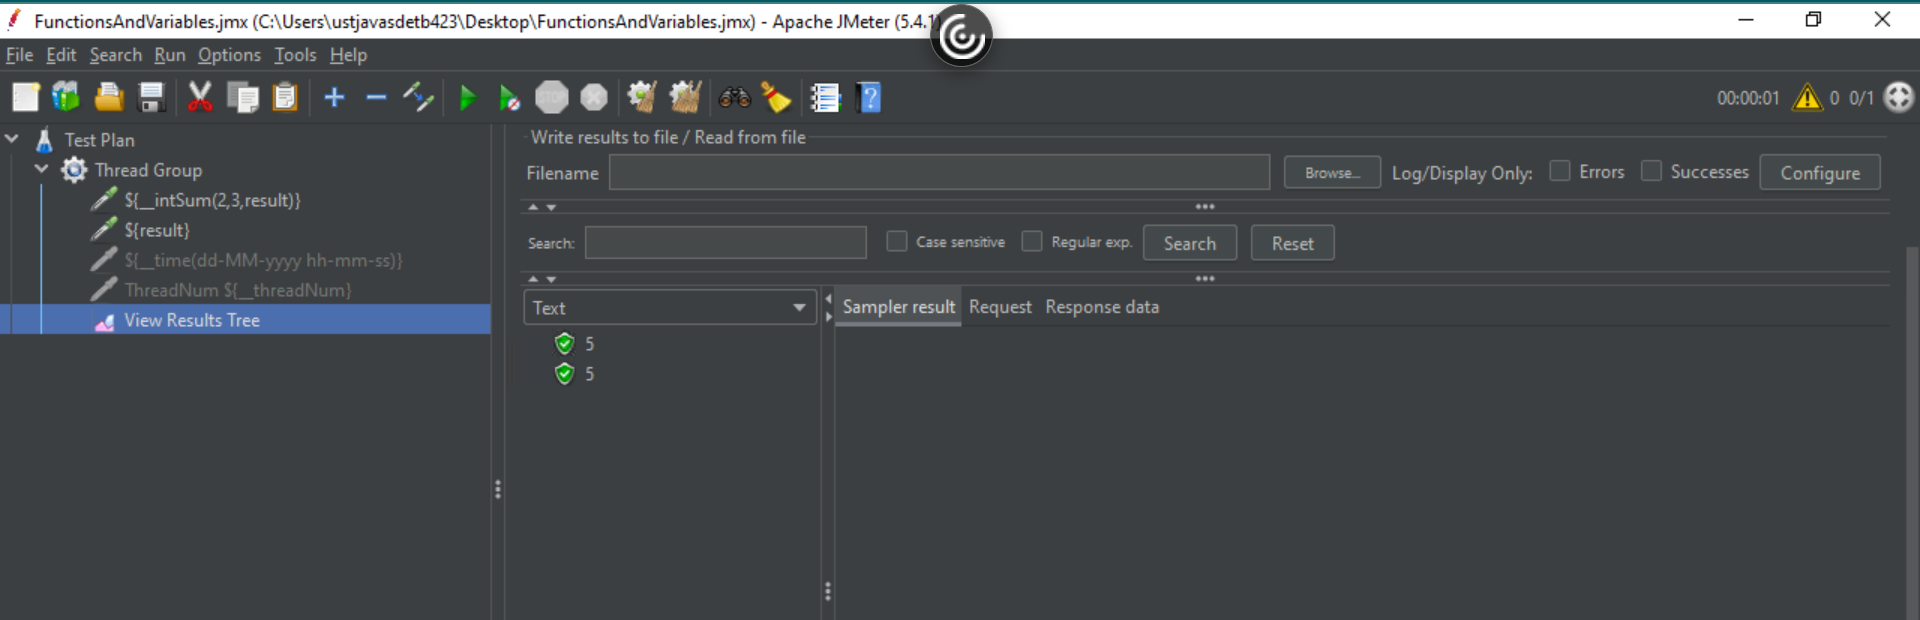 FunctionsAndVariables.jmx (C:\Users\ustjavasdetb423\Desktop\FunctionsAndVariables.jmx) - Apache JMeter (5.4.1)
File Edit Search Run Options Tools Help
STOP
00:00:01 0 0/1
Test Plan
Thread Group
${__intSum(2,3,result)}
${result}
${__time(dd-MM-yyyy hh-mm-ss)}
ThreadNum ${__threadNum}
View Results Tree
Write results to file / Read from file
Filename Browse... Log/Display Only: Errors Successes Configure
Search: Case sensitive Regular exp. Search Reset
Text Sampler result Request Response data
5
5